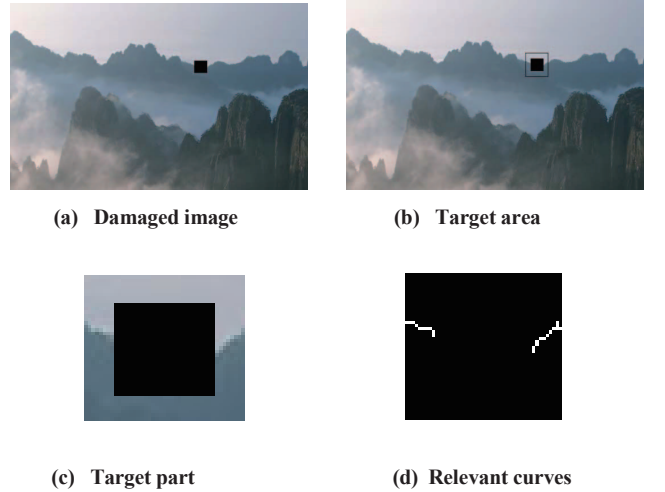 (a) Damaged image
(b) Target area
(c) Target part
(d) Relevant curves